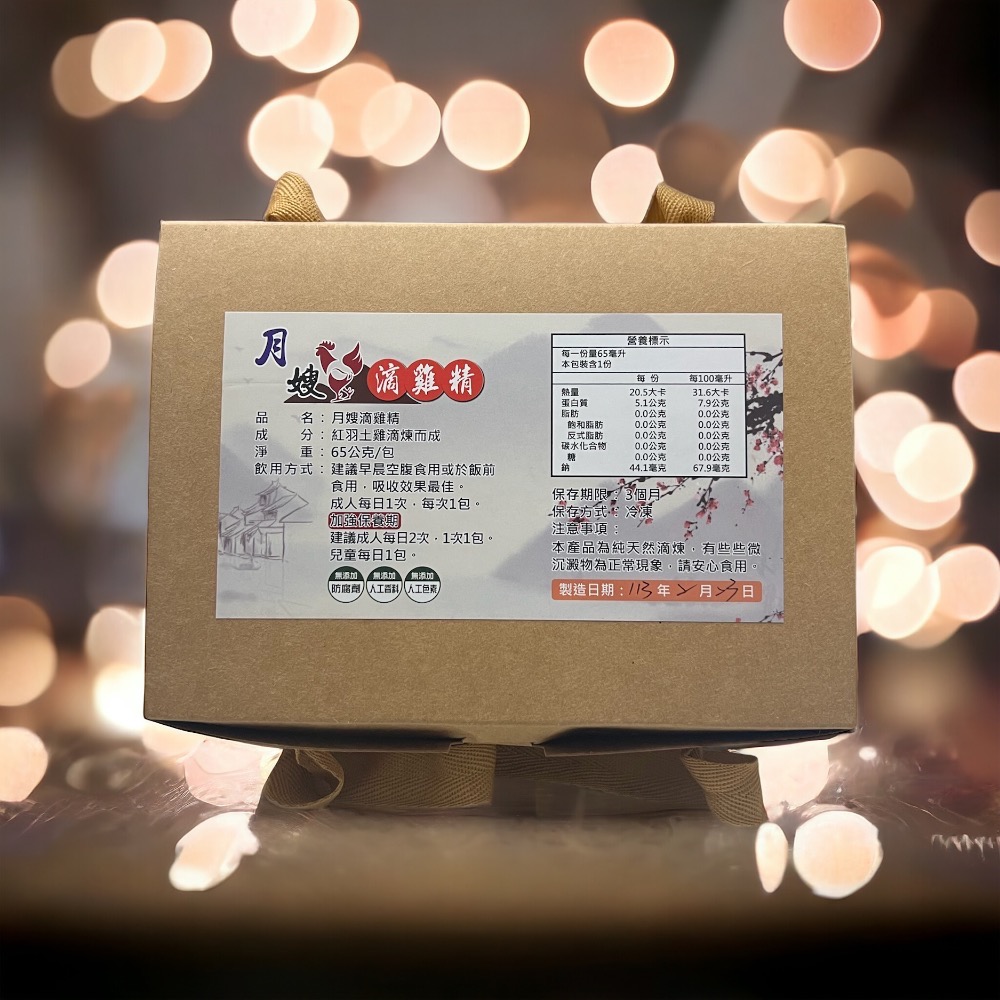 月嫂
滴雞精
品 名：月嫂滴雞精
成 分：紅羽土雞滴煉而成
淨 重：65公克/包
飲用方式：建議早晨空腹食用或於飯前
食用，吸收效果最佳。
成人每日1次，每次1包。
加強保養期
建議成人每日2次，1次1包。
兒童每日1包。
無添加 無添加 無添加
防腐劑 人工香料 人工色素
營養標示
每一份量65毫升
本包裝含1份
每 份 每100毫升
熱量 20.5大卡 31.6大卡
蛋白質 5.1公克 7.9公克
脂肪 0.0公克 0.0公克
飽和脂肪 0.0公克 0.0公克
反式脂肪 0.0公克 0.0公克
碳水化合物 0.0公克 0.0公克
糖 0.0公克 0.0公克
鈉 44.1毫克 67.9毫克
保存期限：3個月
保存方式：冷凍
注意事項：
本產品為純天然滴煉，有些些微
沉澱物為正常現象，請安心食用。
製造日期：113年2月23日